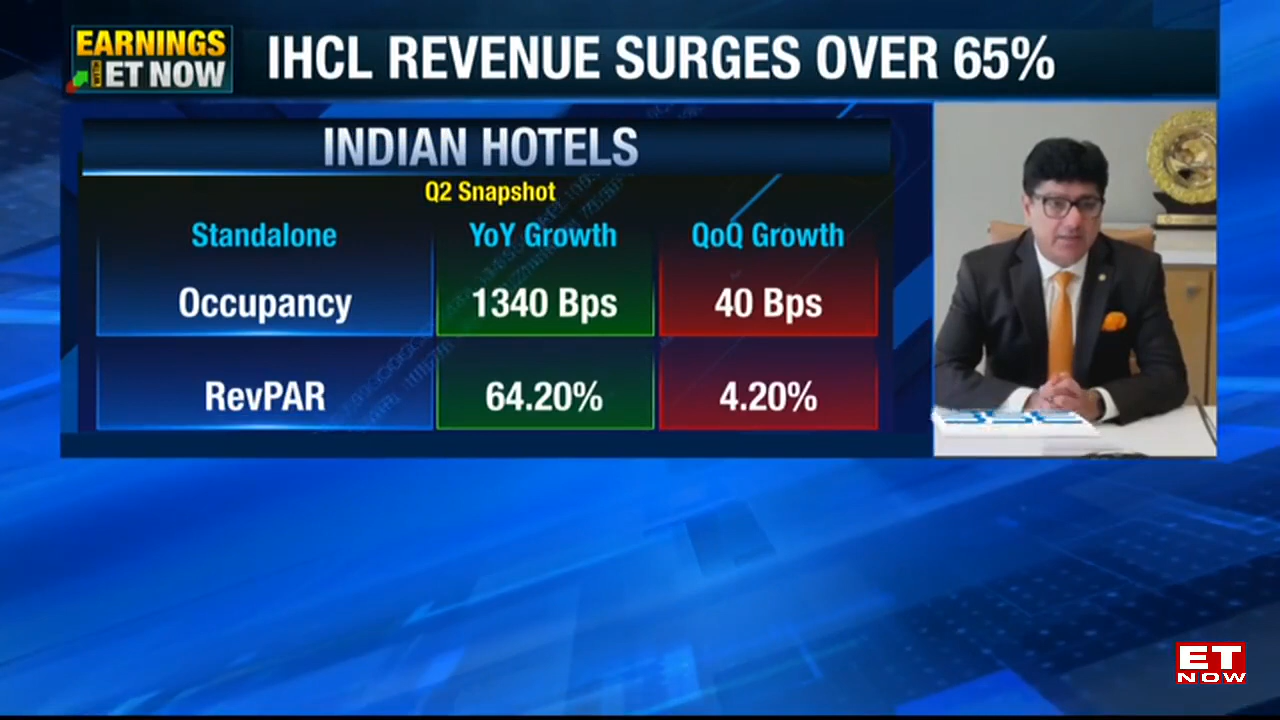 EARNINGS
WITH
ET NOW
IHCL REVENUE SURGES OVER 65%
INDIAN HOTELS
Q2 Snapshot
Standalone YoY Growth QoQ Growth
Occupancy 1340 Bps 40 Bps
RevPAR 64.20% 4.20%
ET
NOW